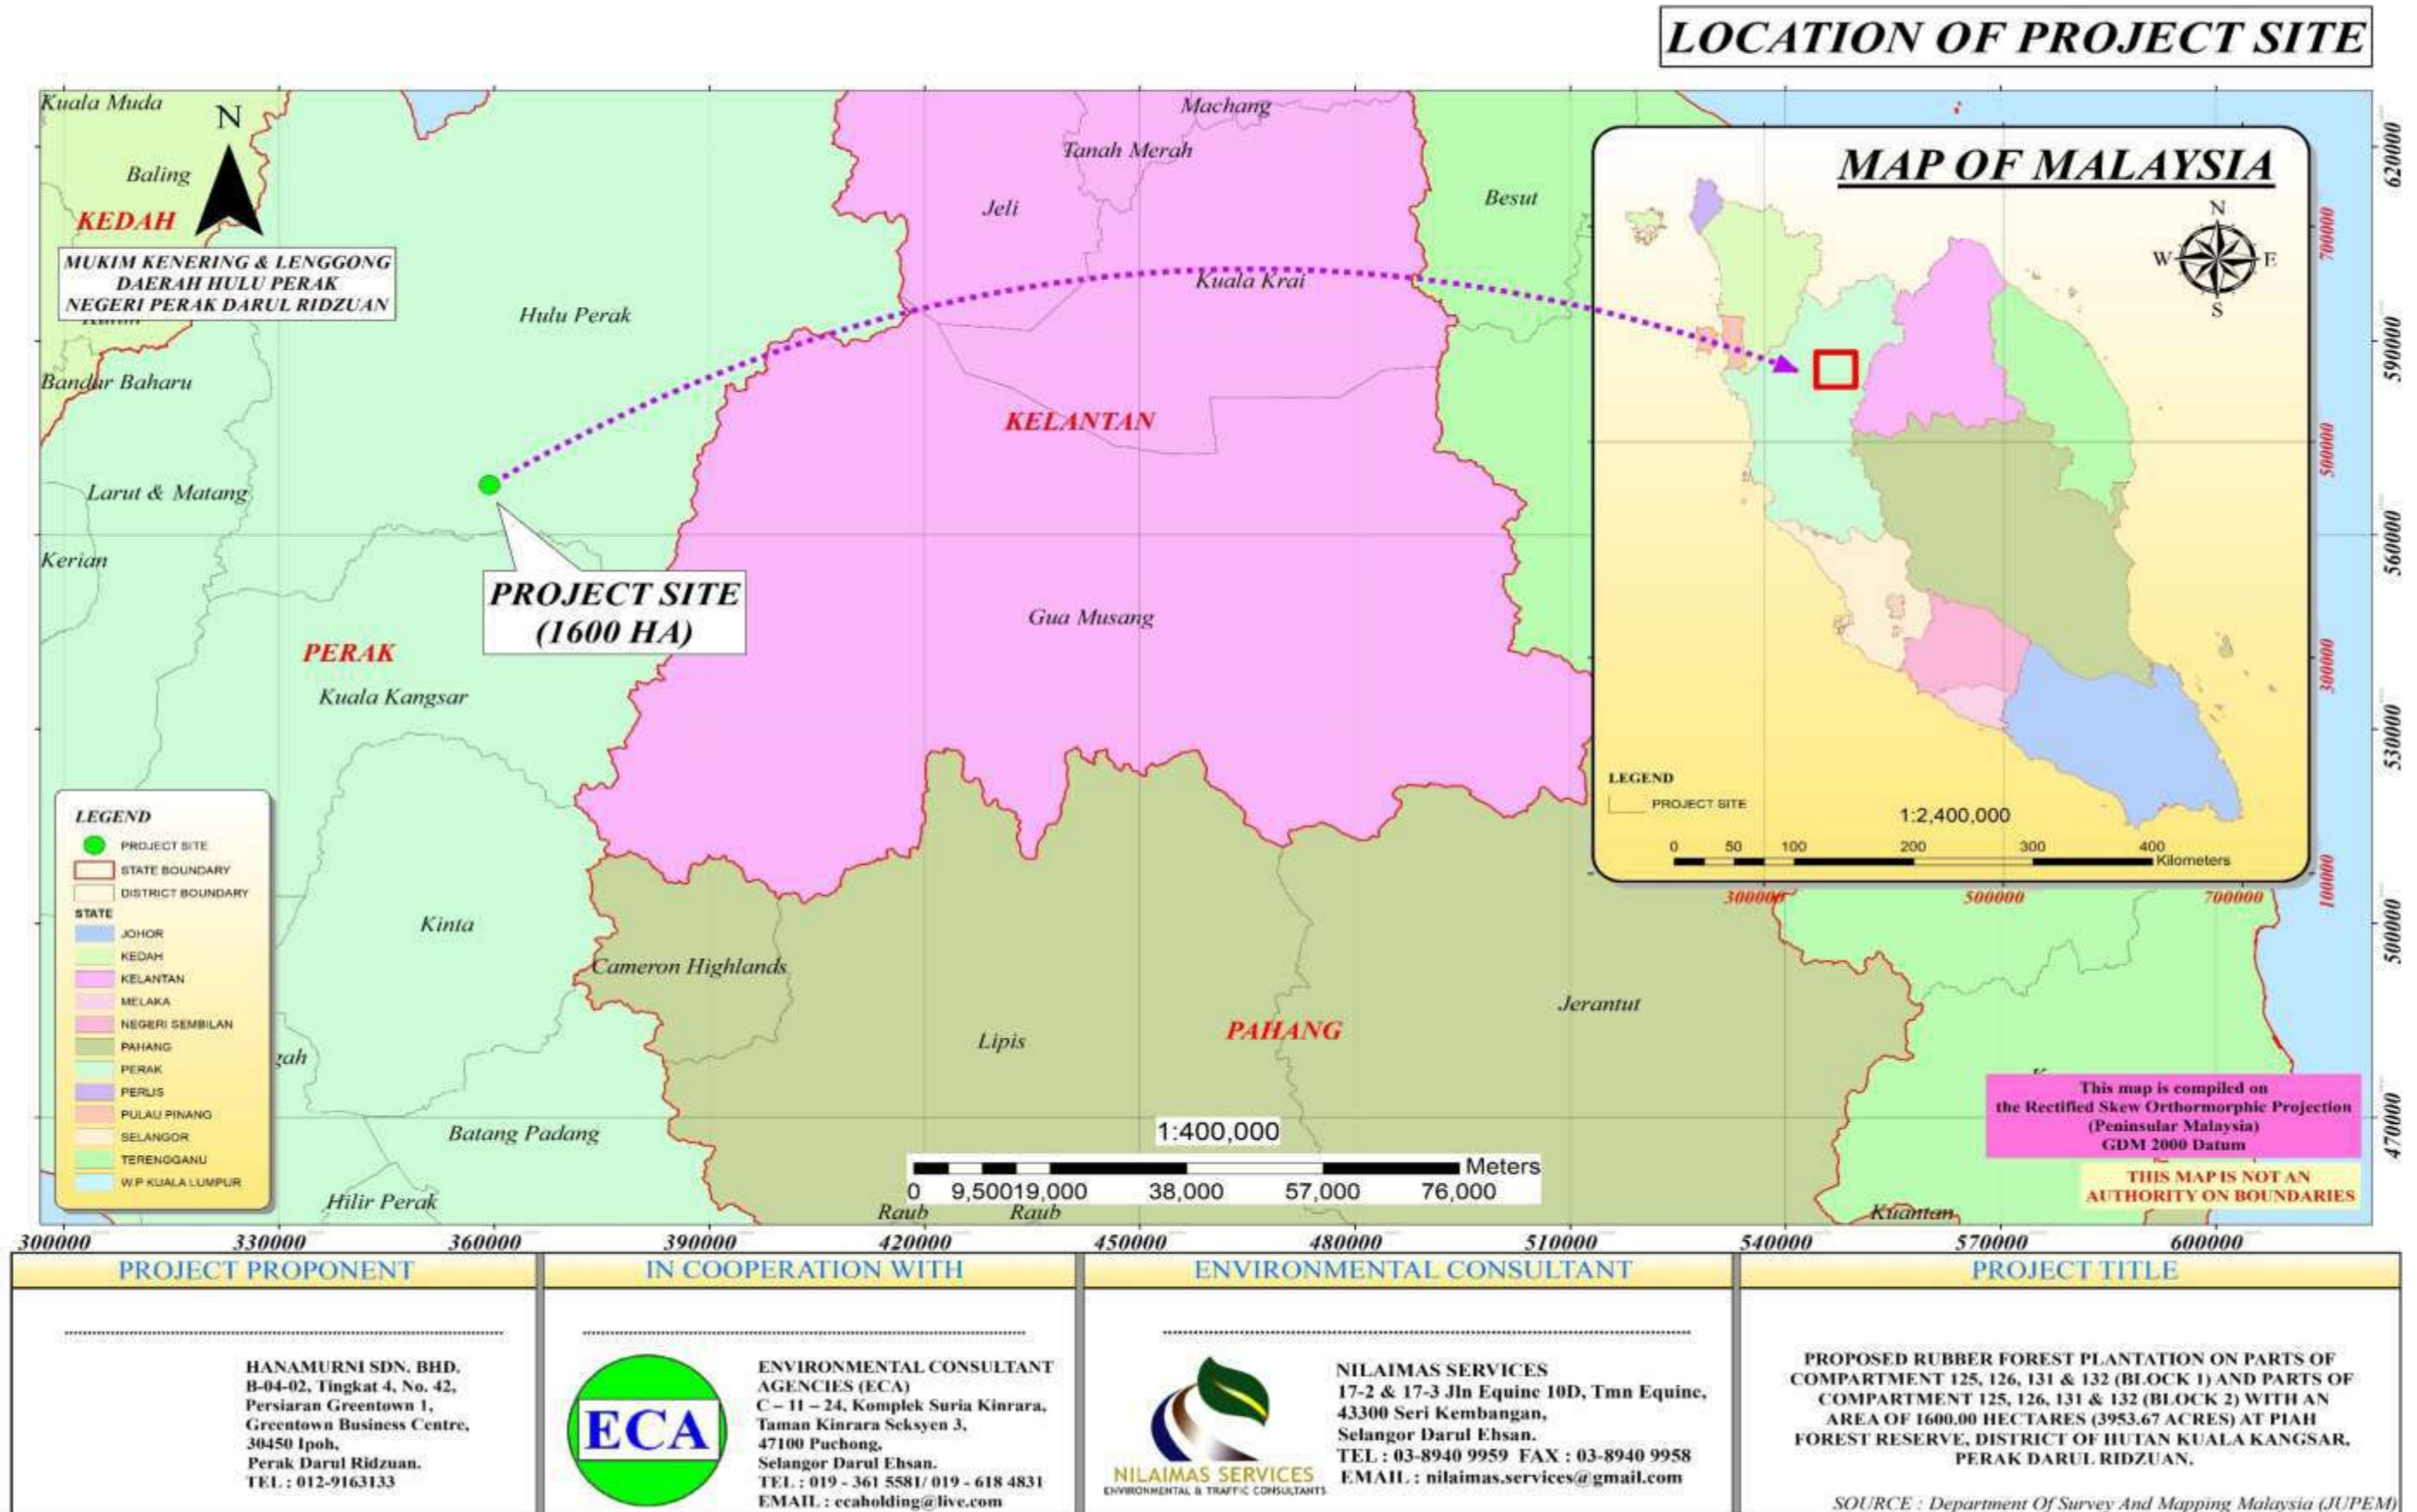 LOCATION OF PROJECT SITE
Kuala Muda
N
Baling
KEDAH
MUKIM KENERING & LENGGONG
DAERAH HULU PERAK
NEGERI PERAK DARUL RIDZUAN
Bandar Baharu
Hulu Perak
Larut & Matang
Kerian
PROJECT SITE
(1600 HA)
PERAK
Kuala Kangsar
Kinta
Batang Padang
Hilir Perak
gah
Machang
Tanah Merah
Jeli
Kuala Krai
KELANTAN
Gua Musang
Besut
Cameron Highlands
Lipis
PAHANG
Jerantut
Raub
Raub
Kuantan
MAP OF MALAYSIA
N
W
E
S
LEGEND
PROJECT SITE
1:2,400,000
0 50 100 200 300 400
Kilometers
700000
500000
300000
100000
300000 500000 700000
620000
590000
560000
530000
500000
470000
LEGEND
PROJECT SITE
STATE BOUNDARY
DISTRICT BOUNDARY
STATE
JOHOR
KEDAH
KELANTAN
MELAKA
NEGERI SEMBILAN
PAHANG
PERAK
PERLIS
PULAU PINANG
SELANGOR
TERENGGANU
W.P KUALA LUMPUR
1:400,000
Meters
0 9,500 19,000 38,000 57,000 76,000
This map is compiled on
the Rectified Skew Orthormorphic Projection
(Peninsular Malaysia)
GDM 2000 Datum
THIS MAP IS NOT AN
AUTHORITY ON BOUNDARIES
300000 330000 360000 390000 420000 450000 480000 510000 540000 570000 600000
PROJECT PROPONENT
HANAMURNI SDN. BHD.
B-04-02, Tingkat 4, No. 42,
Persiaran Greentown 1,
Greentown Business Centre,
30450 Ipoh,
Perak Darul Ridzuan.
TEL : 012-9163133
IN COOPERATION WITH
ECA
ENVIRONMENTAL CONSULTANT
AGENCIES (ECA)
C – 11 – 24, Komplek Suria Kinrara,
Taman Kinrara Seksyen 3,
47100 Puchong,
Selangor Darul Ehsan.
TEL : 019 - 361 5581/ 019 - 618 4831
EMAIL : ecaholding@live.com
ENVIRONMENTAL CONSULTANT
NILAIMAS SERVICES
ENVIRONMENTAL & TRAFFIC CONSULTANTS
NILAIMAS SERVICES
17-2 & 17-3 Jln Equine 10D, Tmn Equine,
43300 Seri Kembangan,
Selangor Darul Ehsan.
TEL : 03-8940 9959 FAX : 03-8940 9958
EMAIL : nilaimas.services@gmail.com
PROJECT TITLE
PROPOSED RUBBER FOREST PLANTATION ON PARTS OF
COMPARTMENT 125, 126, 131 & 132 (BLOCK 1) AND PARTS OF
COMPARTMENT 125, 126, 131 & 132 (BLOCK 2) WITH AN
AREA OF 1600.00 HECTARES (3953.67 ACRES) AT PIAH
FOREST RESERVE, DISTRICT OF HUTAN KUALA KANGSAR,
PERAK DARUL RIDZUAN.
SOURCE : Department Of Survey And Mapping Malaysia (JUPEM)